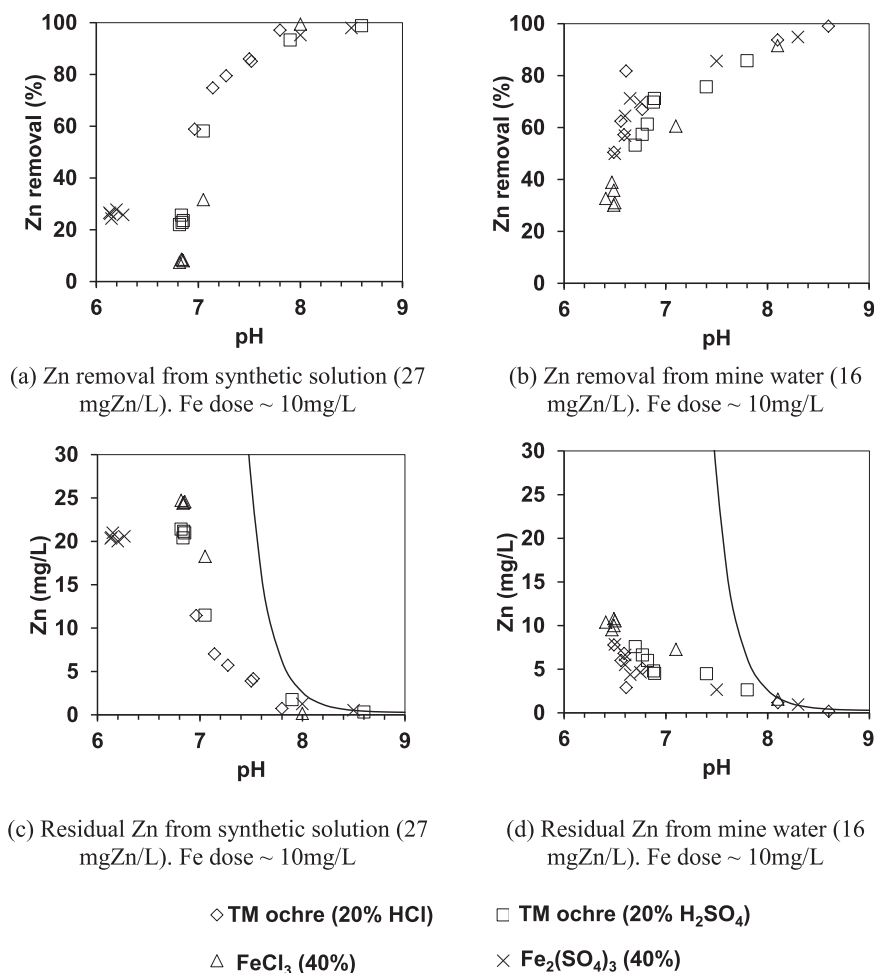 100
80
60
40
20
0
Zn removal (%)
6 7 8 9
pH
(a) Zn removal from synthetic solution (27
mgZn/L). Fe dose ~ 10mg/L
100
80
60
40
20
0
Zn removal (%)
6 7 8 9
pH
(b) Zn removal from mine water (16
mgZn/L). Fe dose ~ 10mg/L
30
25
20
15
10
5
0
Zn (mg/L)
6 7 8 9
pH
(c) Residual Zn from synthetic solution (27
mgZn/L). Fe dose ~ 10mg/L
30
25
20
15
10
5
0
Zn (mg/L)
6 7 8 9
pH
(d) Residual Zn from mine water (16
mgZn/L). Fe dose ~ 10mg/L
TM ochre (20% HCl)
TM ochre (20% H₂SO₄)
FeCl₃ (40%)
Fe₂(SO₄)₃ (40%)